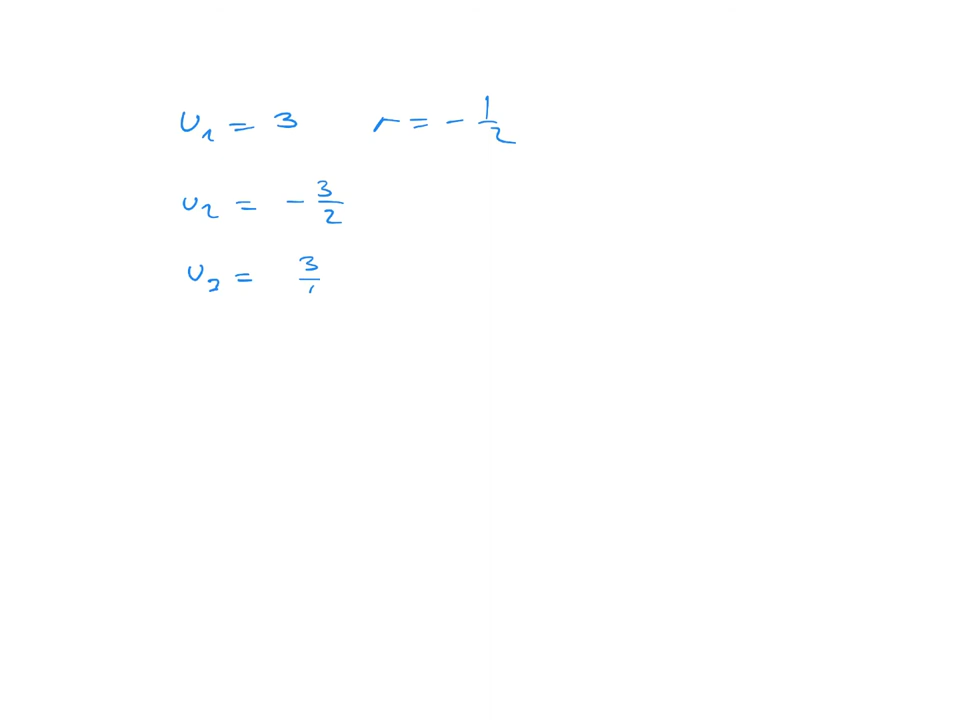 u₁ = 3 r = - 1/2
u₂ = - 3/2
u₃ = 3/